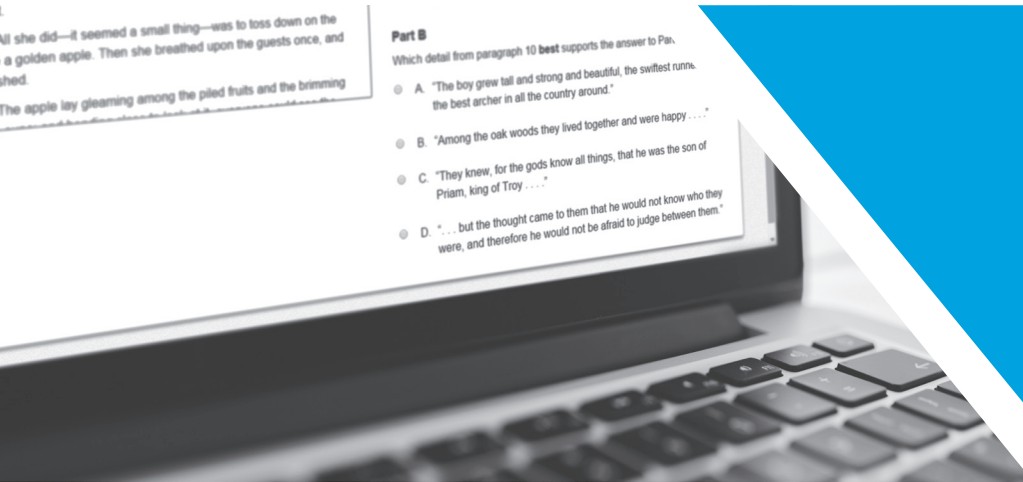 All she did—it seemed a small thing—was to toss down on the
a golden apple. Then she breathed upon the guests once, and
shed.
The apple lay gleaming among the piled fruits and the brimming
Part B
Which detail from paragraph 10 best supports the answer to
A. "The boy grew tall and strong and beautiful, the swiftest
the best archer in all the country around."
B. "Among the oak woods they lived together and were happy . . . ."
C. "They knew, for the gods know all things, that he was the son of
Priam, king of Troy . . . ."
D. ". . . but the thought came to them that he would not know who they
were, and therefore he would not be afraid to judge between them."